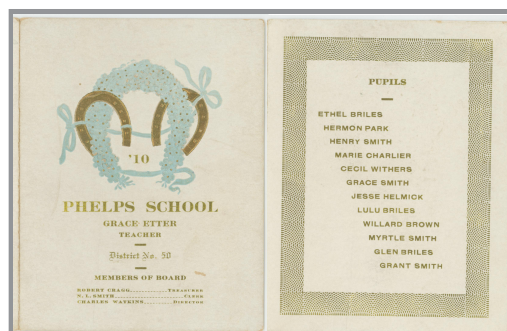 '10
PHELPS SCHOOL
GRACE ETTER
TEACHER
District No. 50
MEMBERS OF BOARD
ROBERT CRAGG..........TREASURER
N. L. SMITH..........CLERK
CHARLES WATKINS..........DIRECTOR
PUPILS
ETHEL BRILES
HERMON PARK
HENRY SMITH
MARIE CHARLIER
CECIL WITHERS
GRACE SMITH
JESSE HELMICK
LULU BRILES
WILLARD BROWN
MYRTLE SMITH
GLEN BRILES
GRANT SMITH